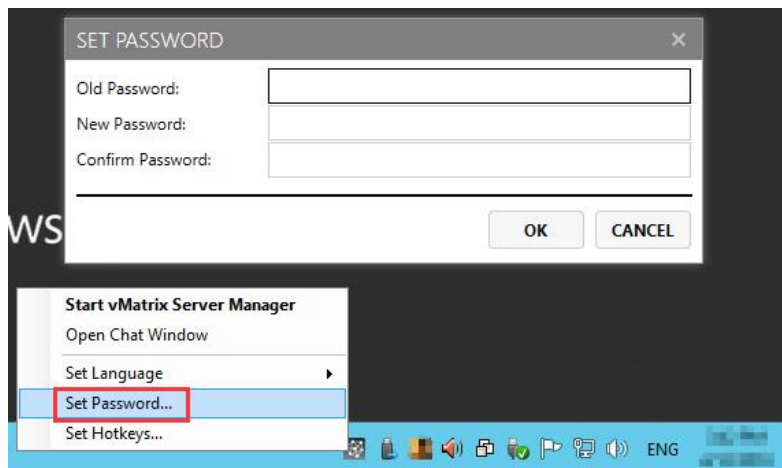 SET PASSWORD
Old Password:
New Password:
Confirm Password:
OK CANCEL
WS
Start vMatrix Server Manager
Open Chat Window
Set Language
Set Password...
Set Hotkeys...
ENG